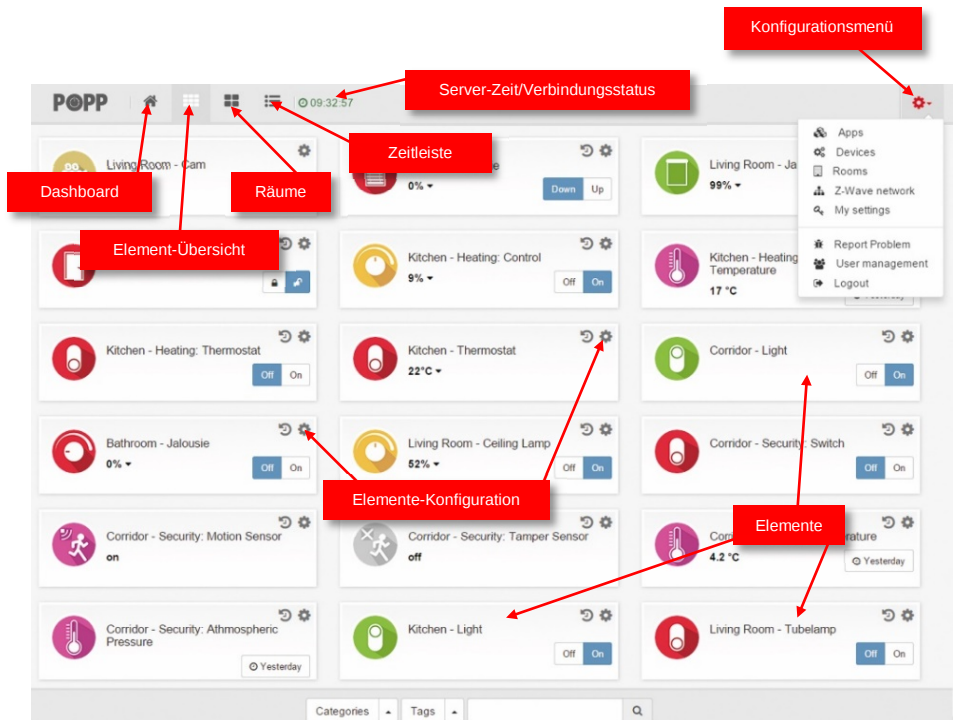 Konfigurationsmenü
POPP
09:32:57
Server-Zeit/Verbindungsstatus
Zeitleiste
Dashboard
Räume
Element-Übersicht
Apps
Devices
Rooms
Z-Wave network
My settings
Report Problem
User management
Logout
Living Room - Cam
0%
Down Up
Living Room - Ja
99%
Kitchen - Heating: Control
9%
Off On
Kitchen - Heating
Temperature
17 °C
Yesterday
Kitchen - Heating: Thermostat
Off On
Kitchen - Thermostat
22°C
Corridor - Light
Off On
Bathroom - Jalousie
0%
Off On
Living Room - Ceiling Lamp
52%
Off On
Corridor - Security: Switch
Off On
Elemente-Konfiguration
Elemente
Corridor - Security: Motion Sensor
on
Corridor - Security: Tamper Sensor
off
4.2 °C
Yesterday
Corridor - Security: Athmospheric
Pressure
Yesterday
Kitchen - Light
Off On
Living Room - Tubelamp
Off On
Categories Tags